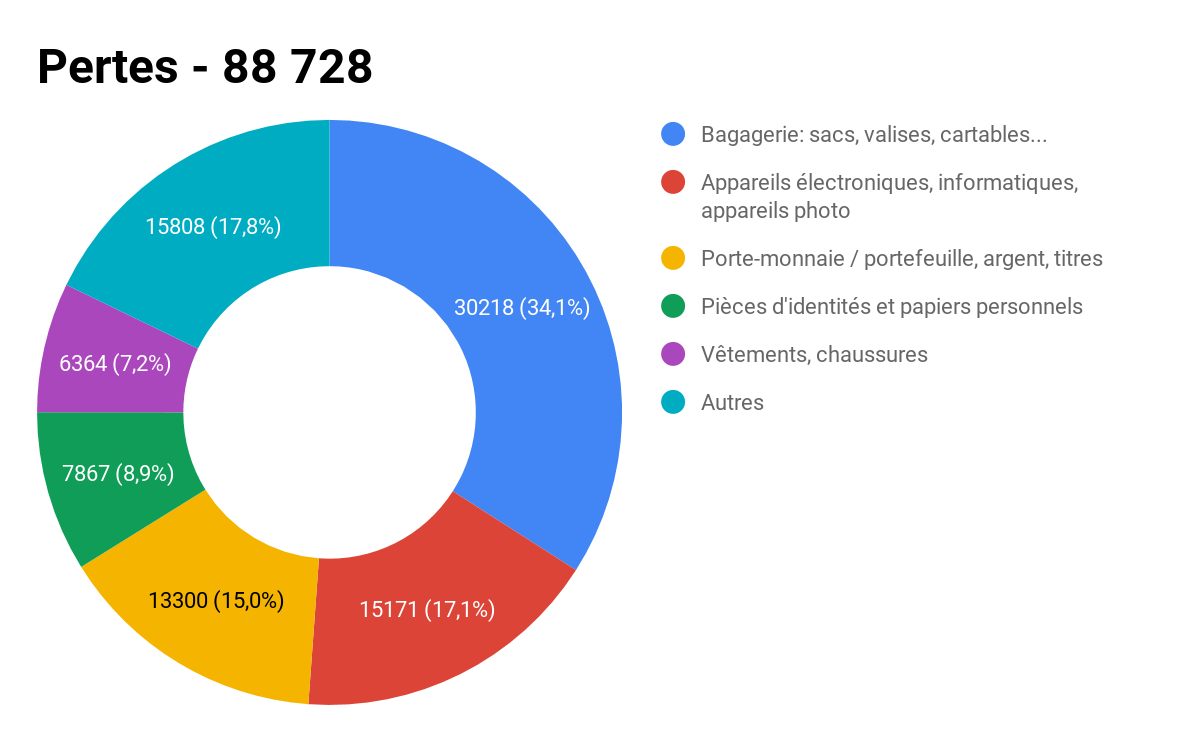 Pertes - 88 728
15808 (17,8%)
30218 (34,1%)
6364 (7,2%)
7867 (8,9%)
13300 (15,0%)
15171 (17,1%)
Bagagerie: sacs, valises, cartables...
Appareils électroniques, informatiques,
appareils photo
Porte-monnaie / portefeuille, argent, titres
Pièces d'identités et papiers personnels
Vêtements, chaussures
Autres